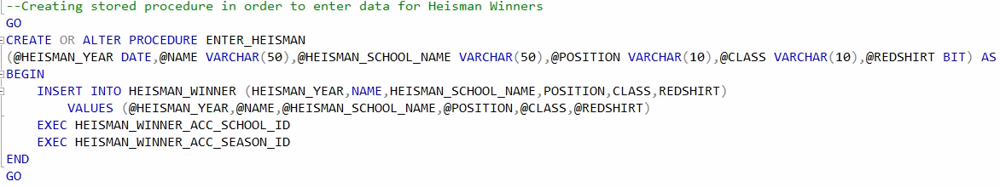 --Creating stored procedure in order to enter data for Heisman Winners
GO
CREATE OR ALTER PROCEDURE ENTER_HEISMAN
(@HEISMAN_YEAR DATE,@NAME VARCHAR(50),@HEISMAN_SCHOOL_NAME VARCHAR(50),@POSITION VARCHAR(10),@CLASS VARCHAR(10),@REDSHIRT BIT) AS
BEGIN
    INSERT INTO HEISMAN_WINNER (HEISMAN_YEAR,NAME,HEISMAN_SCHOOL_NAME,POSITION,CLASS,REDSHIRT)
        VALUES (@HEISMAN_YEAR,@NAME,@HEISMAN_SCHOOL_NAME,@POSITION,@CLASS,@REDSHIRT)
    EXEC HEISMAN_WINNER_ACC_SCHOOL_ID
    EXEC HEISMAN_WINNER_ACC_SEASON_ID
END
GO